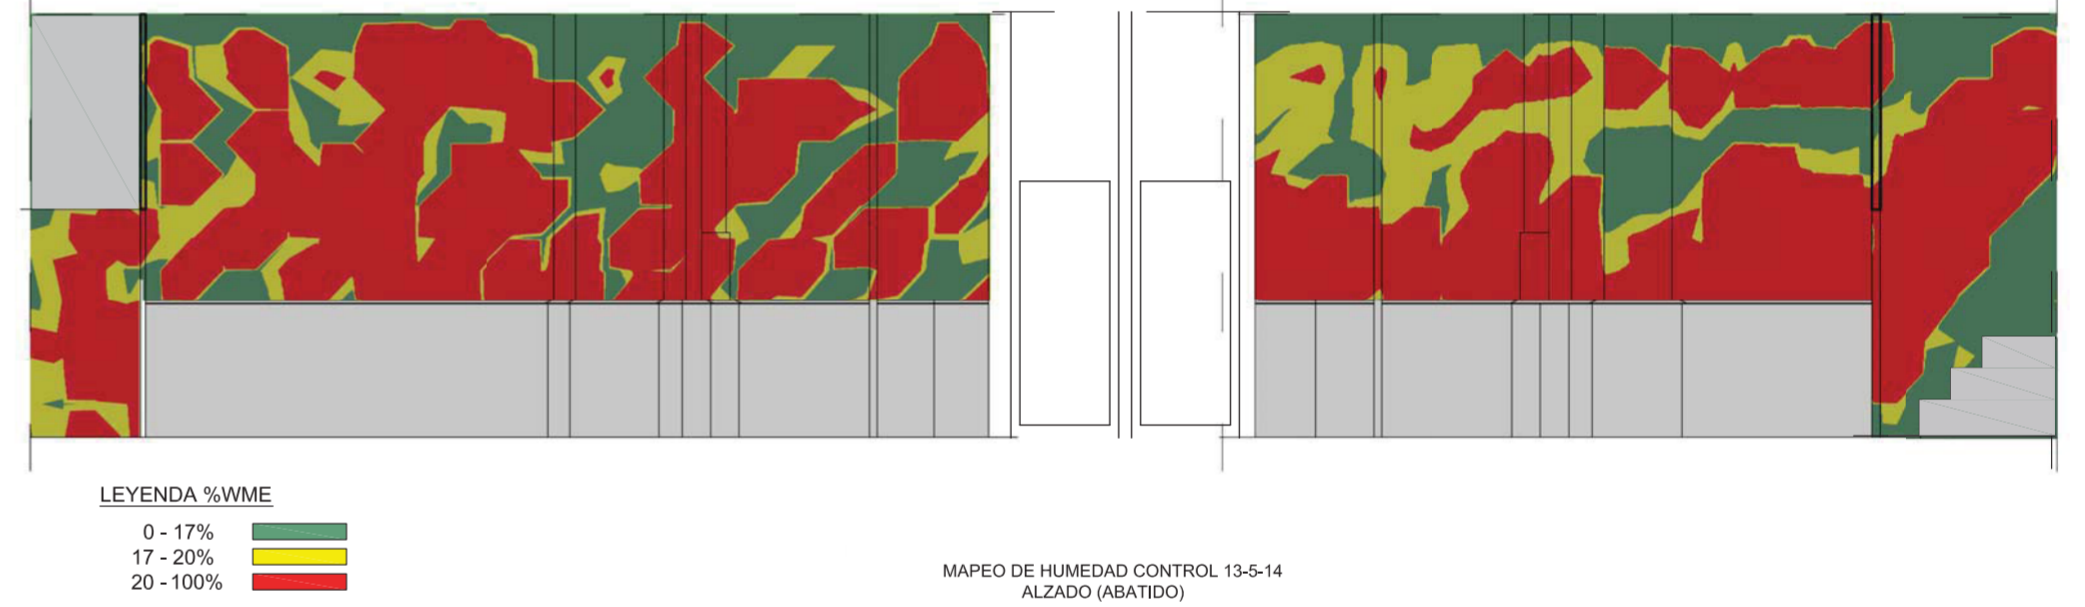 LEYENDA %WME
0 - 17%
17 - 20%
20 - 100%
MAPEO DE HUMEDAD CONTROL 13-5-14
ALZADO (ABATIDO)